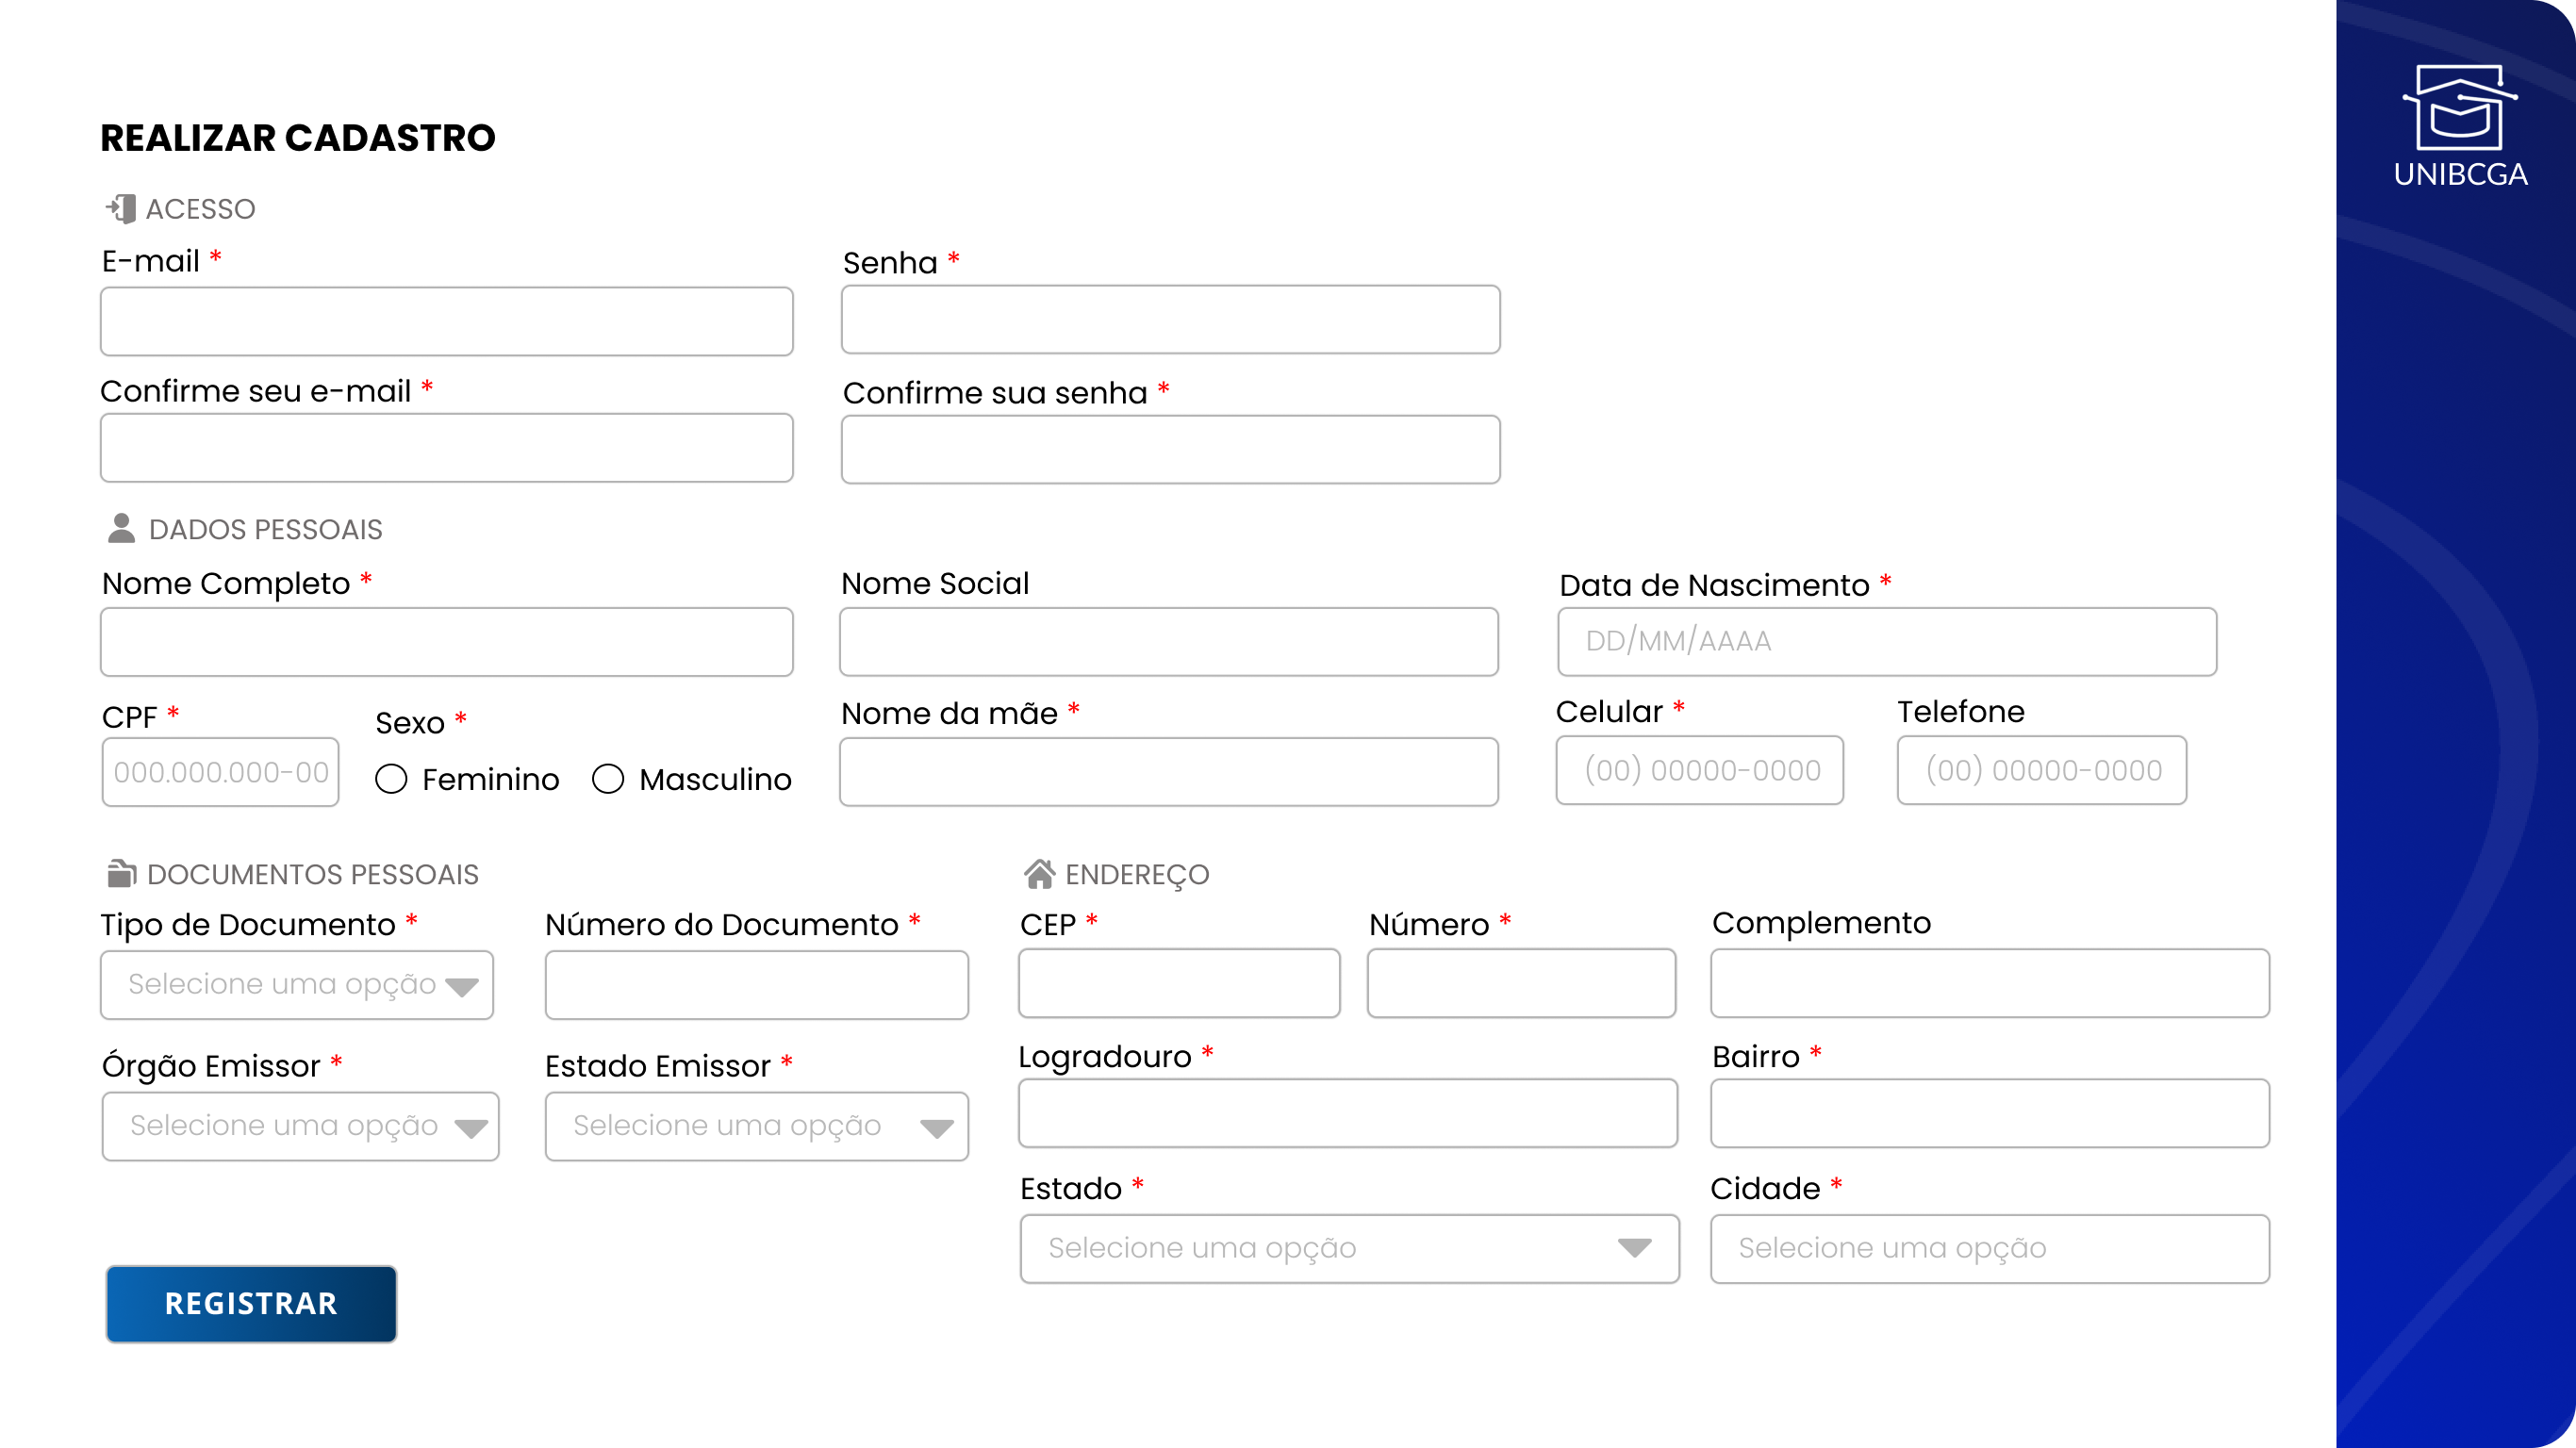 REALIZAR CADASTRO
UNIBCGA
ACESSO
E-mail *
Senha *
Confirme seu e-mail *
Confirme sua senha *
DADOS PESSOAIS
Nome Completo *
Nome Social
Data de Nascimento *
DD/MM/AAAA
CPF *
Sexo *
Nome da mãe *
Celular *
Telefone
000.000.000-00
Feminino
Masculino
(00) 00000-0000
(00) 00000-0000
DOCUMENTOS PESSOAIS
Tipo de Documento *
Número do Documento *
Selecione uma opção
Órgão Emissor *
Estado Emissor *
Selecione uma opção
Selecione uma opção
ENDEREÇO
CEP *
Número *
Complemento
Logradouro *
Bairro *
Estado *
Cidade *
Selecione uma opção
Selecione uma opção
REGISTRAR